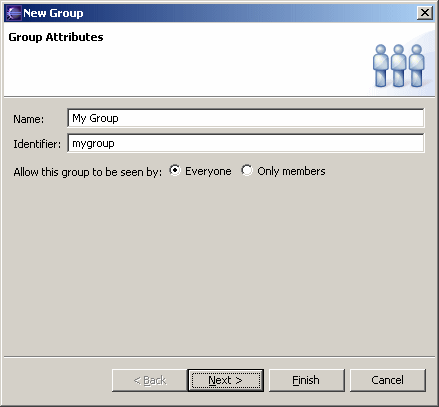 New Group
Group Attributes
Name: My Group
Identifier: mygroup
Allow this group to be seen by: Everyone Only members
< Back Next > Finish Cancel